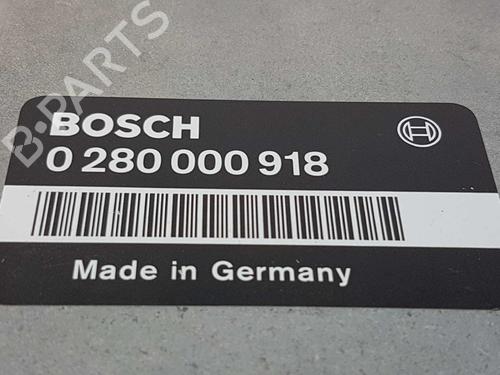 B-PARTS
BOSCH
0 280 000 918
Made in Germany